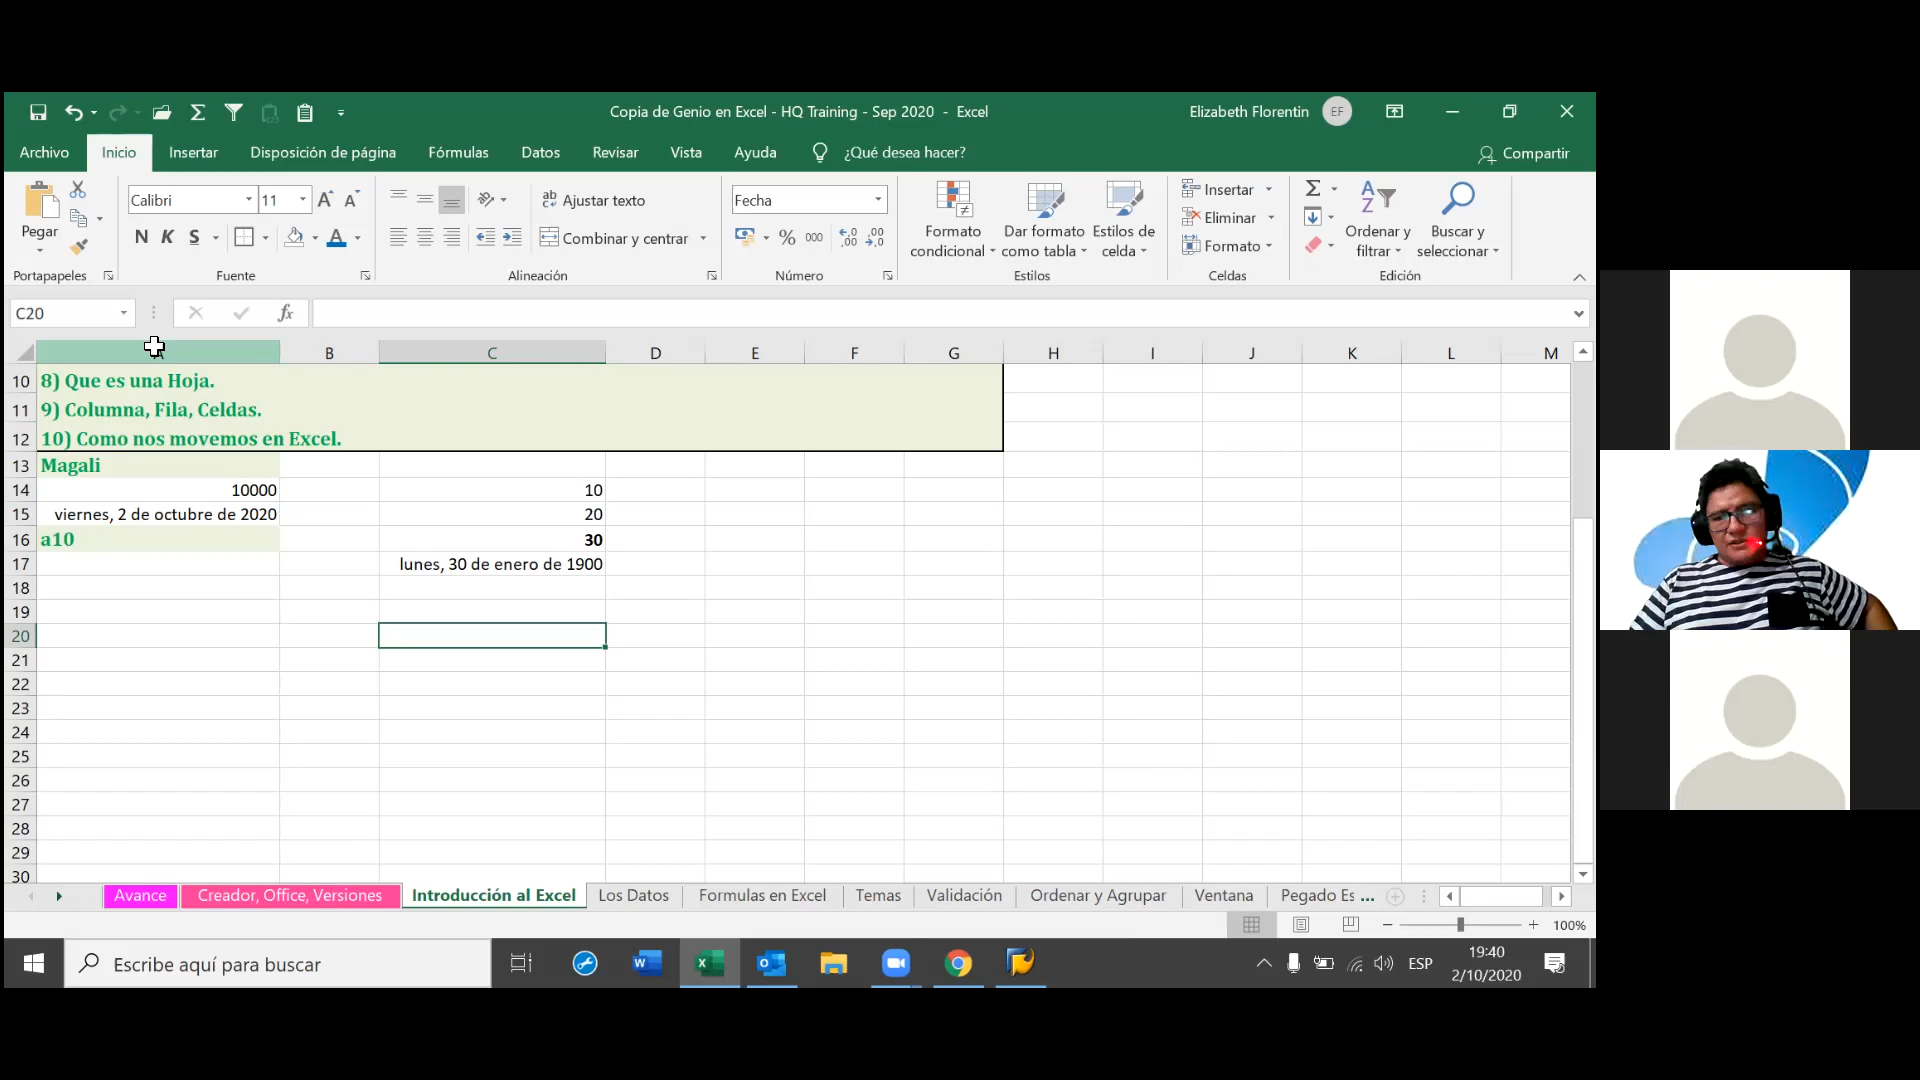 Copia de Genio en Excel - HQ Training - Sep 2020 - Excel
Elizabeth Florentin
EF
Archivo
Inicio
Insertar
Disposición de página
Fórmulas
Datos
Revisar
Vista
Ayuda
¿Qué desea hacer?
Compartir
Pegar
Portapapeles
Calibri
11
N K S
Fuente
Ajustar texto
Combinar y centrar
Alineación
Fecha
% 000
Número
Formato condicional
Dar formato como tabla
Estilos de celda
Estilos
Insertar
Eliminar
Formato
Celdas
Ordenar y filtrar
Buscar y seleccionar
Edición
C20
fx
B C D E F G H I J K L M
10 8) Que es una Hoja.
11 9) Columna, Fila, Celdas.
12 10) Como nos movemos en Excel.
13 Magali
14 10000 10
15 viernes, 2 de octubre de 2020 20
16 a10 30
17 lunes, 30 de enero de 1900
18
19
20
21
22
23
24
25
26
27
28
29
30
Avance
Creador, Office, Versiones
Introducción al Excel
Los Datos
Formulas en Excel
Temas
Validación
Ordenar y Agrupar
Ventana
Pegado Es ...
100%
Escribe aquí para buscar
ESP
19:40
2/10/2020